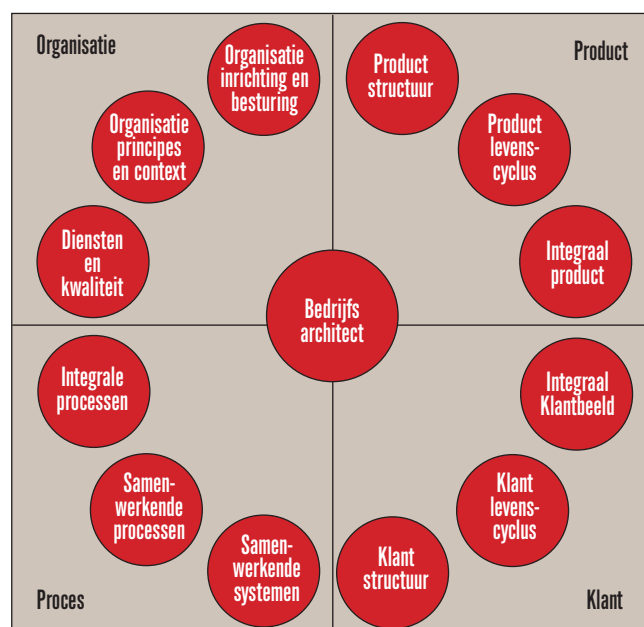 Organisatie
Organisatie
inrichting en
besturing
Organisatie
principes
en context
Diensten
en
kwaliteit
Product
Product
structuur
Product
levens-
cyclus
Integraal
product
Bedrijfs
architect
Integrale
processen
Samen-
werkende
processen
Samen-
werkende
systemen
Proces
Integraal
Klantbeeld
Klant
levens-
cyclus
Klant
structuur
Klant